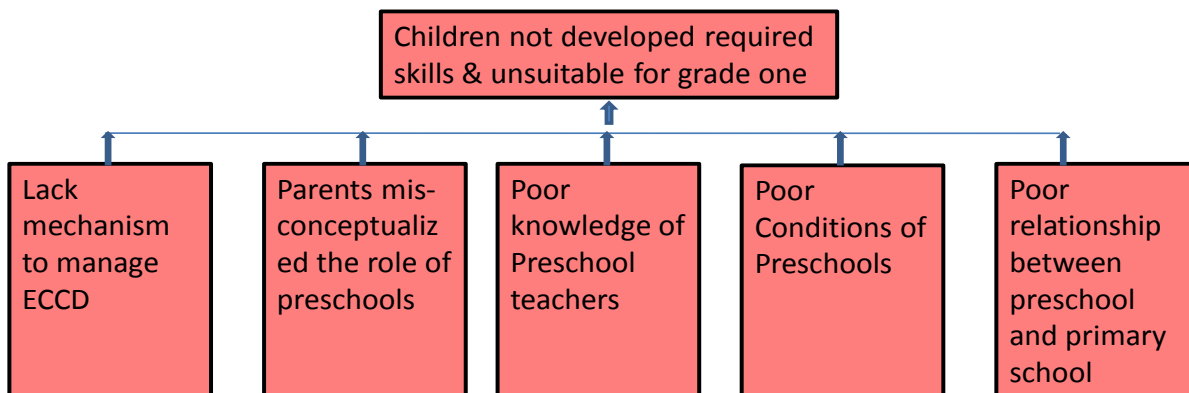 Children not developed required
skills & unsuitable for grade one
Lack
mechanism
to manage
ECCD
Parents mis-
conceptualiz
ed the role of
preschools
Poor
knowledge of
Preschool
teachers
Poor
Conditions of
Preschools
Poor
relationship
between
preschool
and primary
school